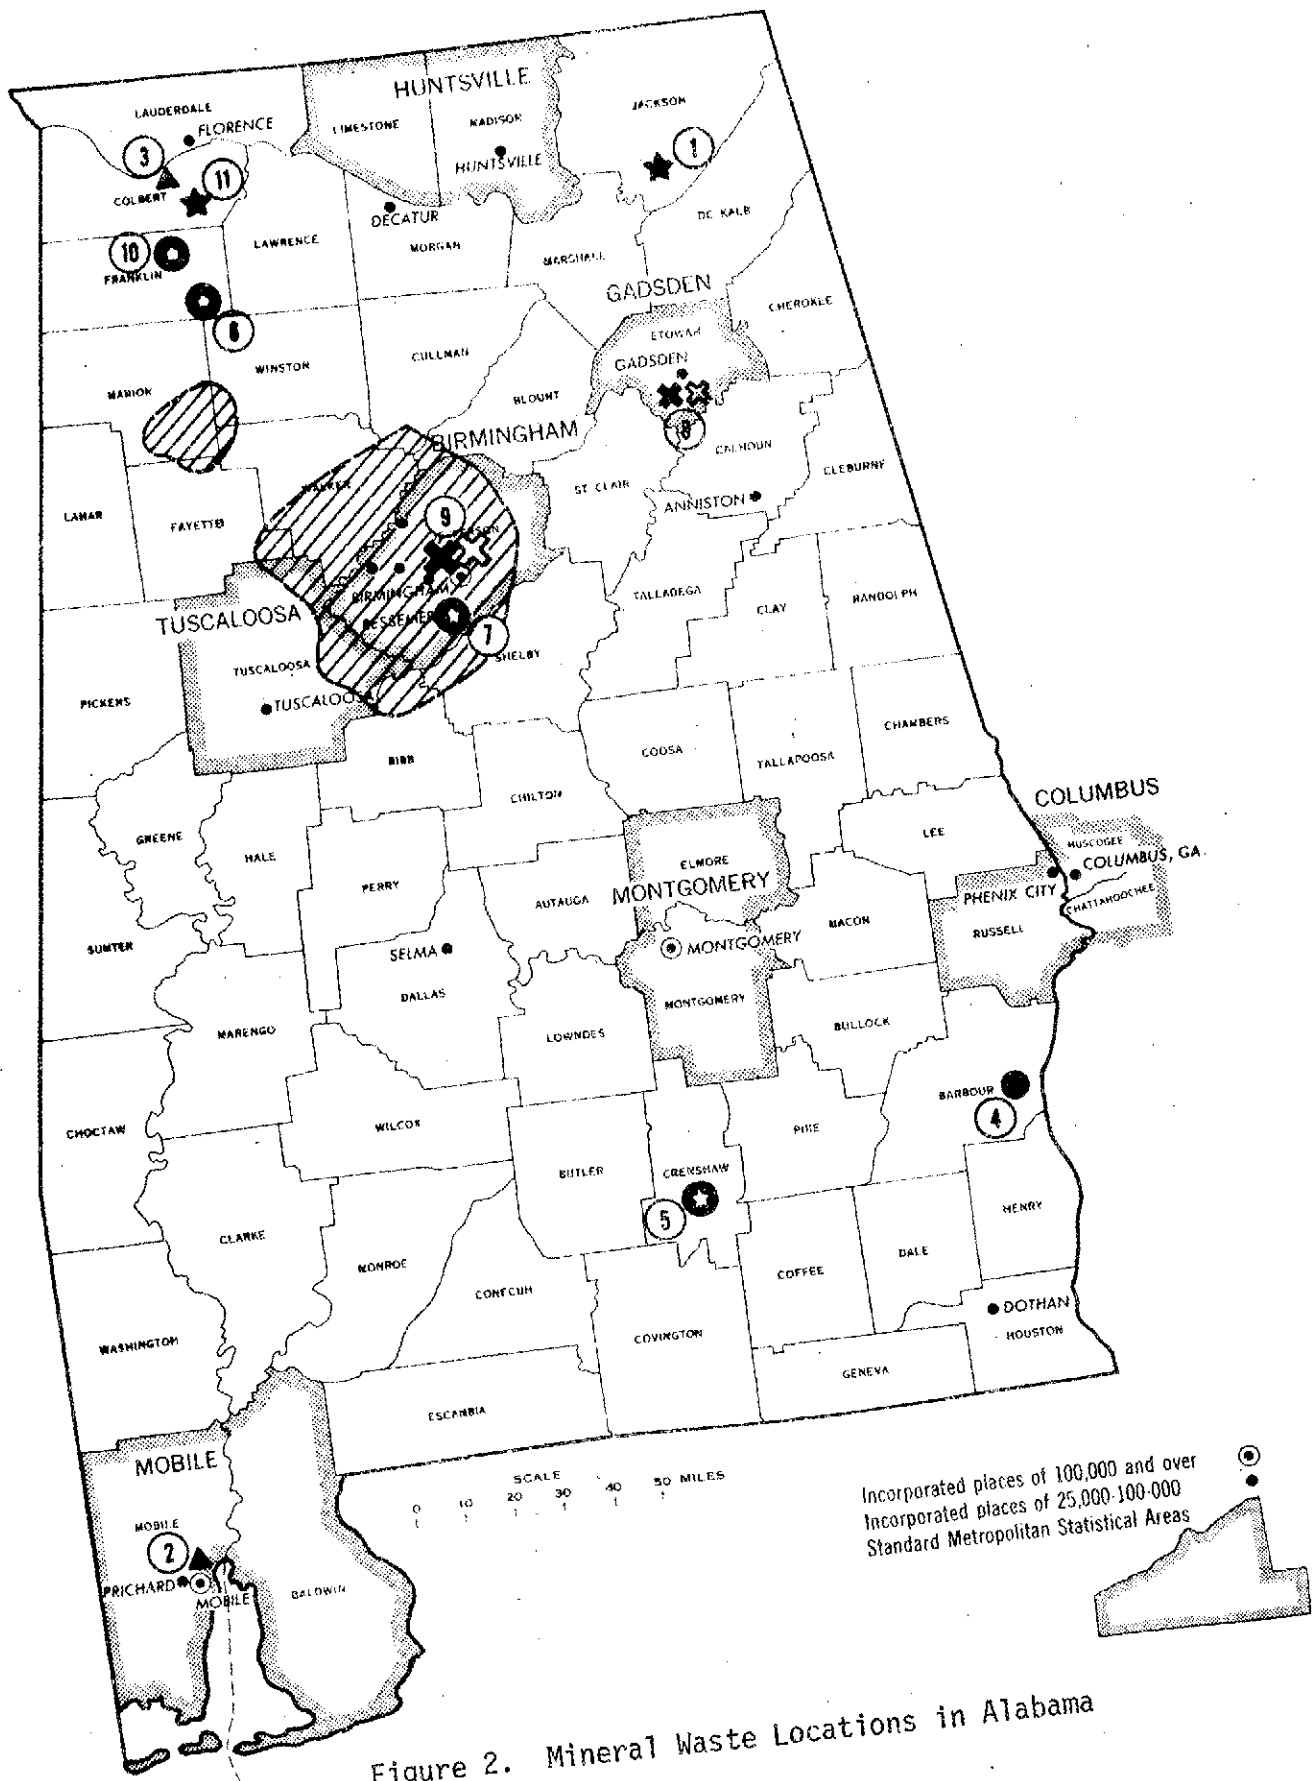 HUNTSVILLE
LAUDERDALE
FLORENCE
LIMESTONE
MADISON
HUNTSVILLE
JACKSON
1
3
11
COLBERT
DECATUR
DE KALB
10
LAWRENCE
MORGAN
MARSHALL
FRANKLIN
GADSDEN
CHEROKEE
6
ETOWAH
WINSTON
CULLMAN
GADSDEN
MARION
BLOUNT
8
BIRMINGHAM
CALHOUN
CLEBURNE
WALKER
ST CLAIR
ANNISTON
LAMAR
FAYETTE
9
BIRMINGHAM
TALLADEGA
CLAY
RANDOLPH
TUSCALOOSA
BESSEMER
7
SHELBY
TUSCALOOSA
PICKENS
TUSCALOOSA
CHAMBERS
COOSA
TALLAPOOSA
BIBB
CHILTON
COLUMBUS
GREENE
HALE
LEE
MUSCOGEE
ELMORE
COLUMBUS, GA.
PERRY
MONTGOMERY
PHENIX CITY
CHATTAHOOCHEE
AUTAUGA
MACON
RUSSELL
SUMTER
SELMA
MONTGOMERY
DALLAS
MONTGOMERY
MARENGO
LOWNDES
BULLOCK
BARBOUR
4
CHOCTAW
WILCOX
PIKE
BUTLER
CRENSHAW
5
HENRY
CLARKE
MONROE
COFFEE
DALE
CONECUH
DOTHAN
WASHINGTON
COVINGTON
HOUSTON
GENEVA
ESCAMBIA
MOBILE
SCALE
0 10 20 30 40 50 MILES
Incorporated places of 100,000 and over
Incorporated places of 25,000-100-000
Standard Metropolitan Statistical Areas
MOBILE
2
PRICHARD
MOBILE
BALDWIN
Figure 2. Mineral Waste Locations in Alabama